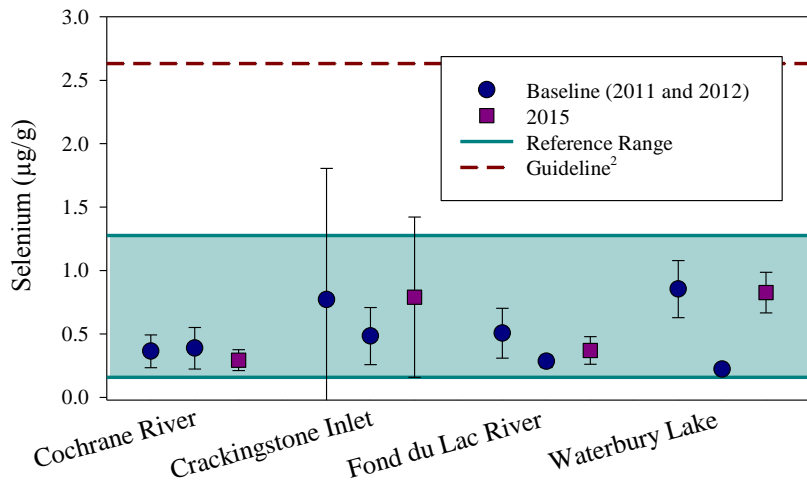 3.0
2.5
2.0
1.5
1.0
0.5
0.0
Selenium (µg/g)
Baseline (2011 and 2012)
2015
Reference Range
Guideline²
Cochrane River
Crackingstone Inlet
Fond du Lac River
Waterbury Lake